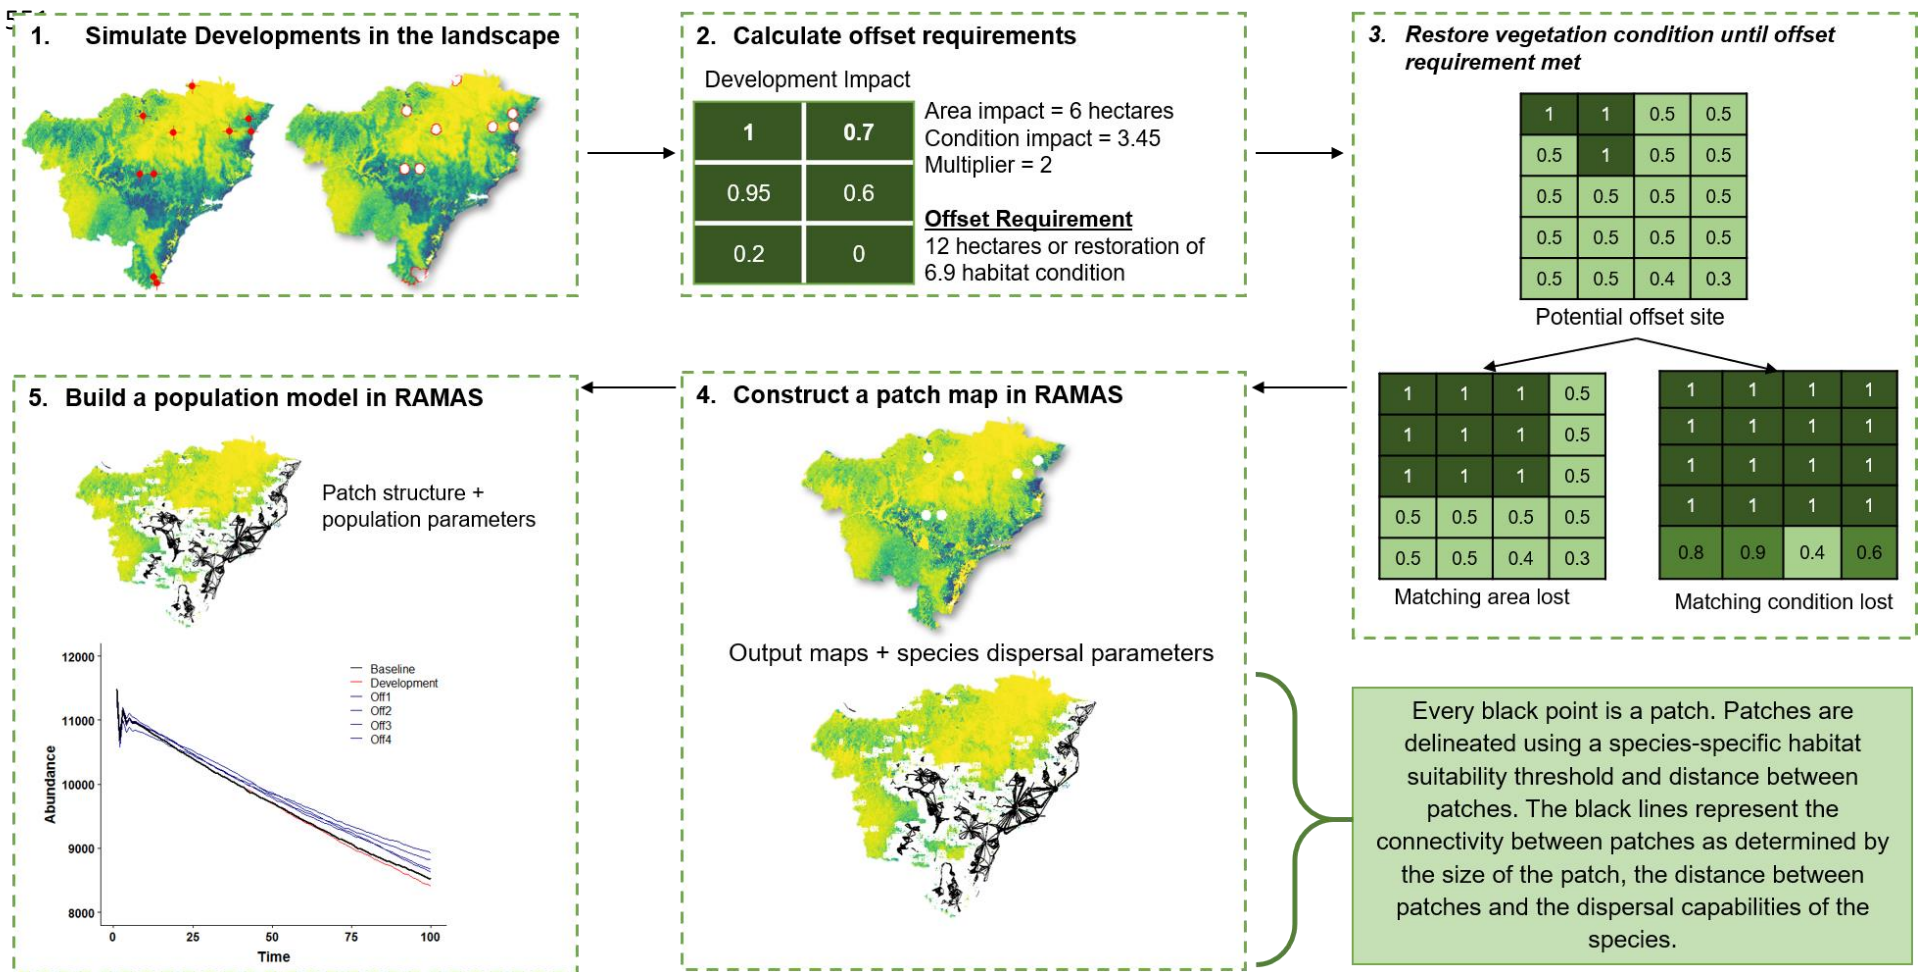 1. Simulate Developments in the landscape
2. Calculate offset requirements
Development Impact
1 0.7
0.95 0.6
0.2 0
Area impact = 6 hectares
Condition impact = 3.45
Multiplier = 2
Offset Requirement
12 hectares or restoration of
6.9 habitat condition
3. Restore vegetation condition until offset
requirement met
1 1 0.5 0.5
0.5 1 0.5 0.5
0.5 0.5 0.5 0.5
0.5 0.5 0.5 0.5
0.5 0.5 0.4 0.3
Potential offset site
1 1 1 0.5
1 1 1 0.5
1 1 1 0.5
0.5 0.5 0.5 0.5
0.5 0.5 0.4 0.3
Matching area lost
1 1 1 1
1 1 1 1
1 1 1 1
1 1 1 1
0.8 0.9 0.4 0.6
Matching condition lost
4. Construct a patch map in RAMAS
Output maps + species dispersal parameters
Every black point is a patch. Patches are
delineated using a species-specific habitat
suitability threshold and distance between
patches. The black lines represent the
connectivity between patches as determined by
the size of the patch, the distance between
patches and the dispersal capabilities of the
species.
5. Build a population model in RAMAS
Patch structure +
population parameters
12000
11000
10000
9000
8000
Abundance
Baseline
Development
Off1
Off2
Off3
Off4
0 25 50 75 100
Time